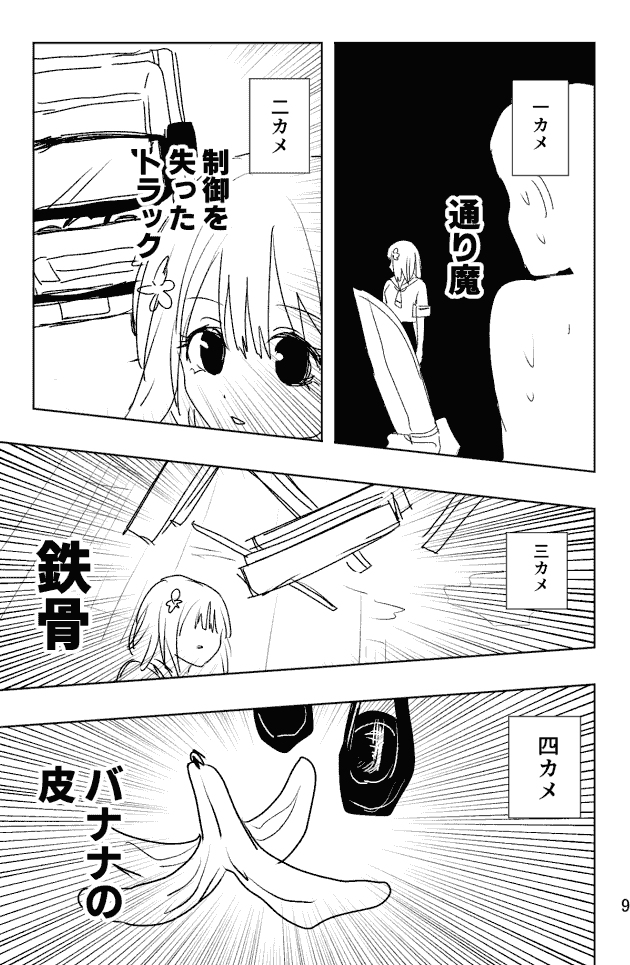 一カメ
通り魔
二カメ
制御を
失った
トラック
三カメ
鉄骨
四カメ
バナナの
皮
9